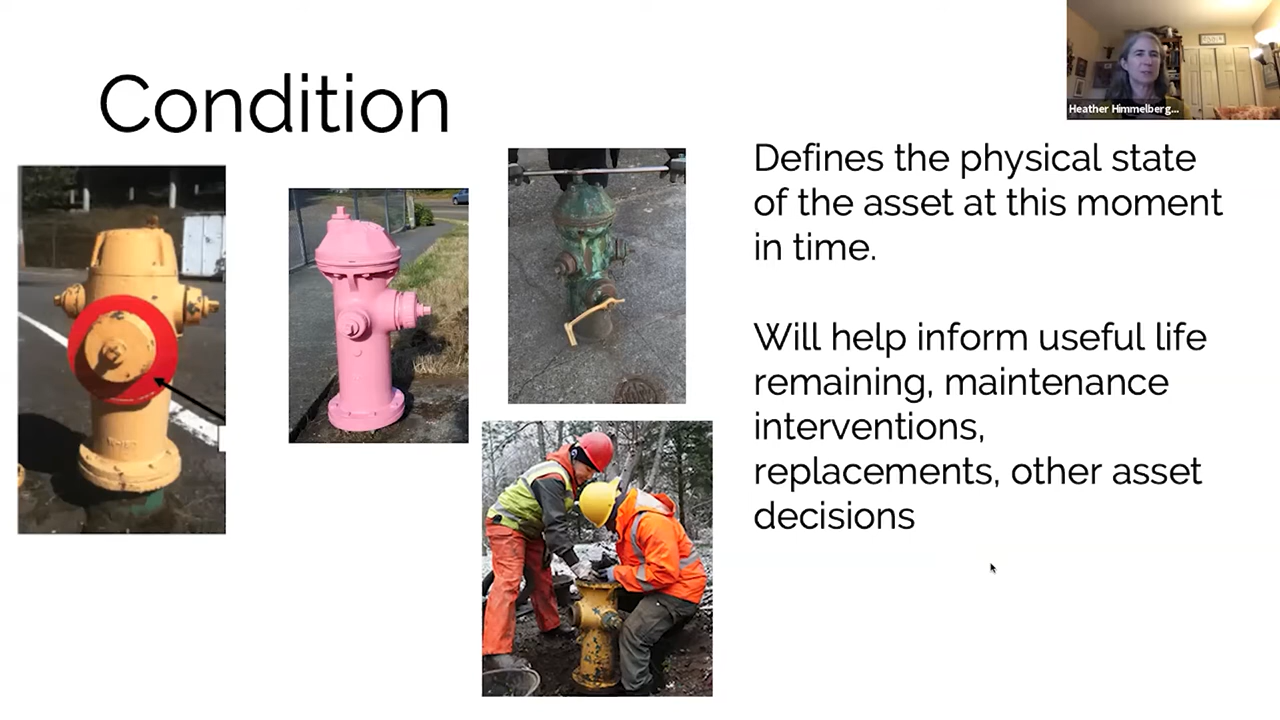 Condition
Heather Himmelberg...
Defines the physical state
of the asset at this moment
in time.
Will help inform useful life
remaining, maintenance
interventions,
replacements, other asset
decisions